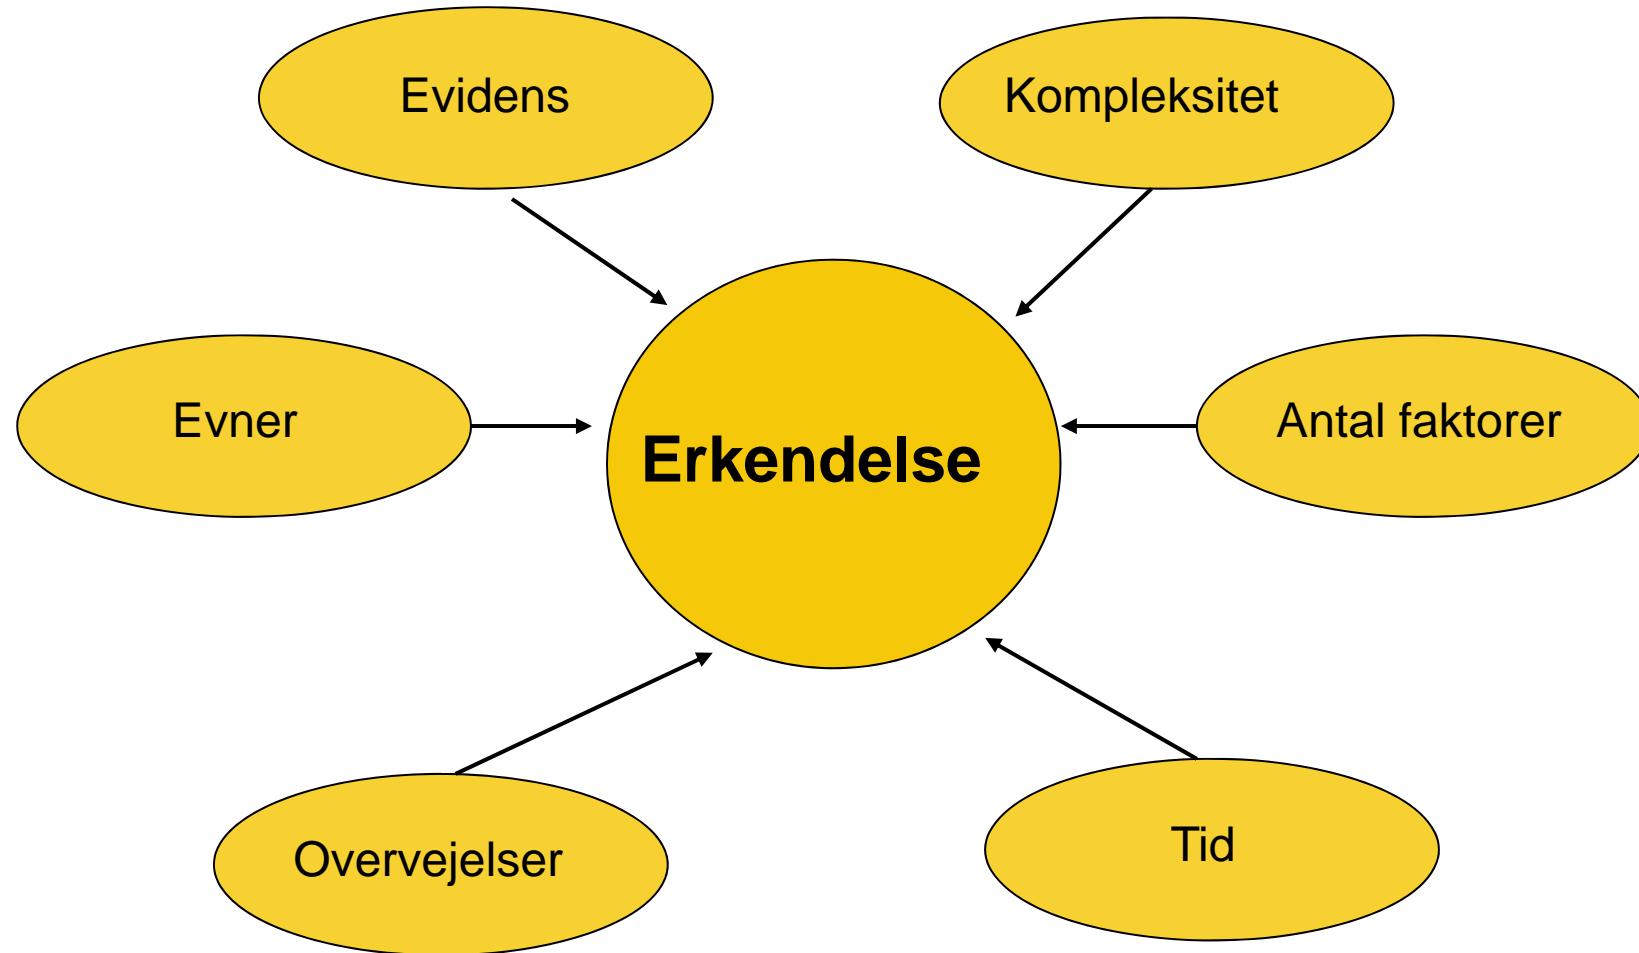 Evidens
Kompleksitet
Evner
Erkendelse
Antal faktorer
Overvejelser
Tid